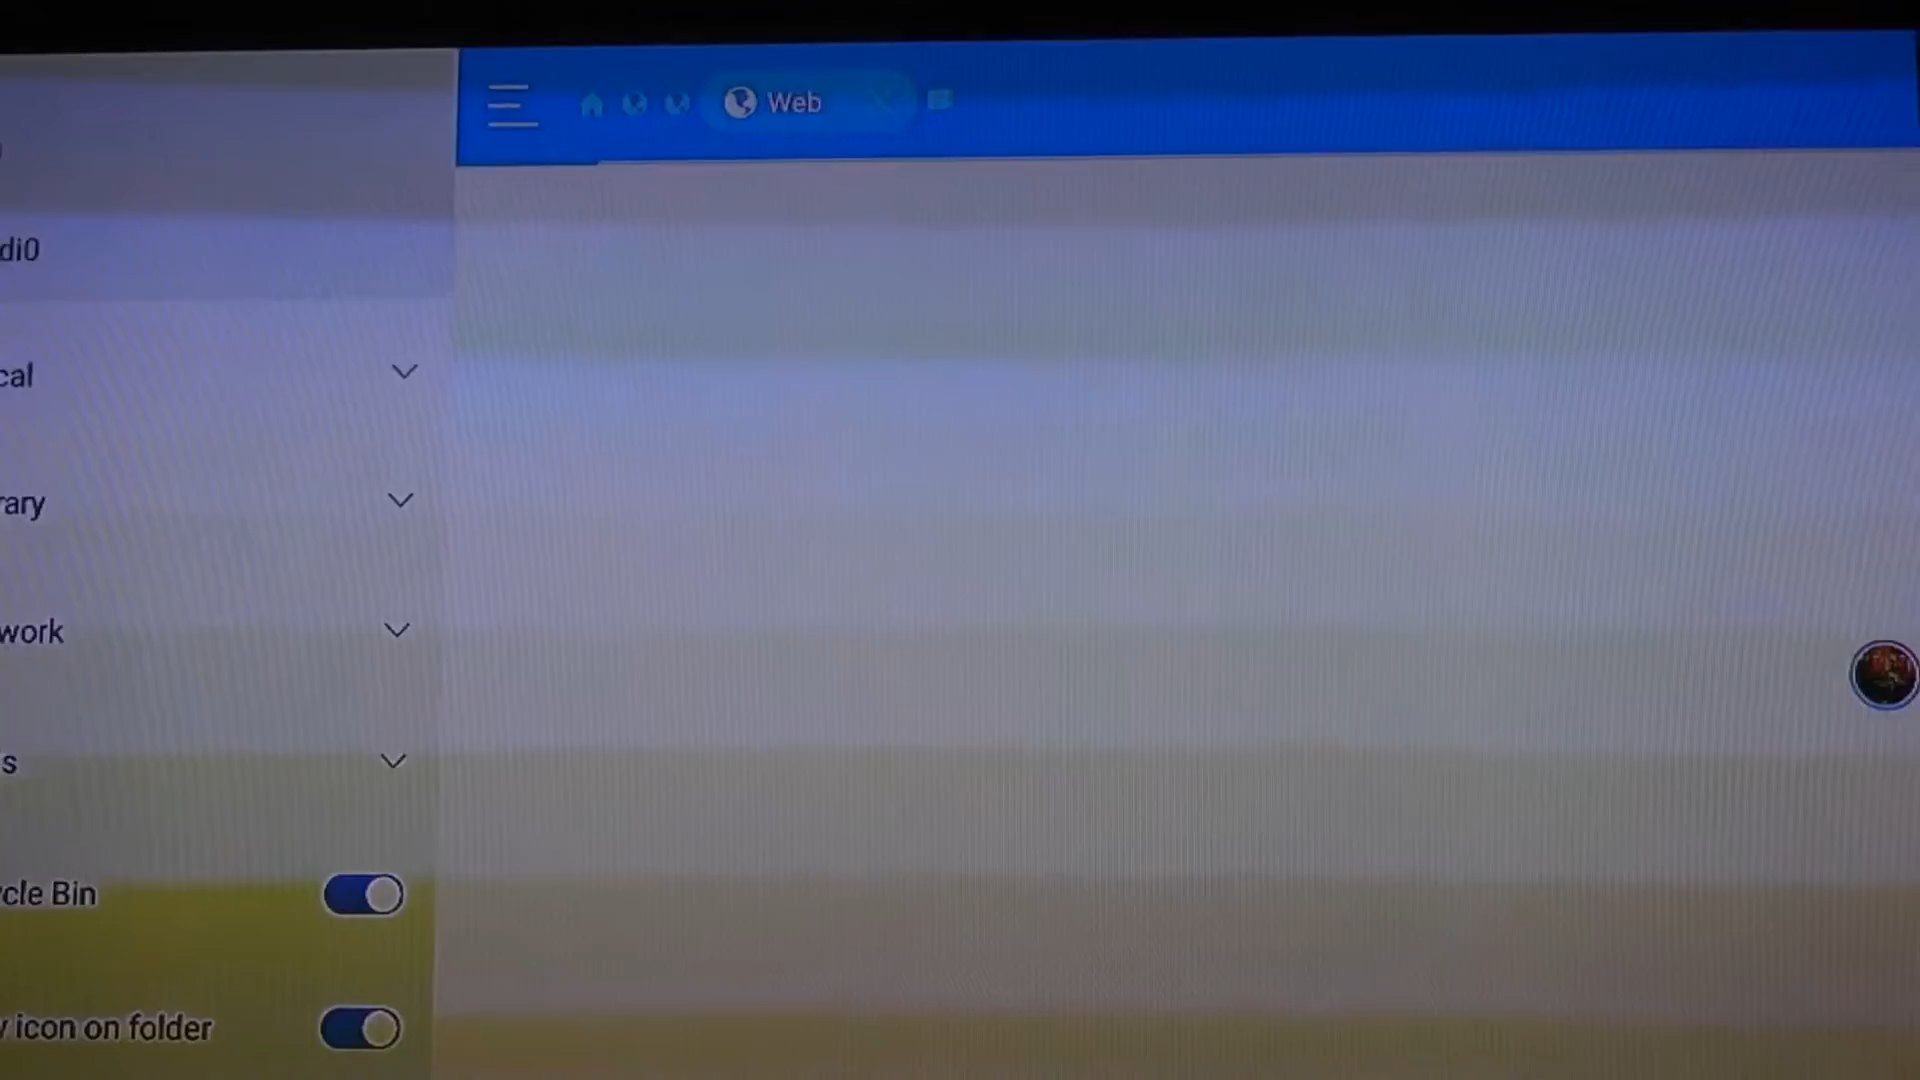 Web
di0
cal
rary
work
s
cle Bin
icon on folder